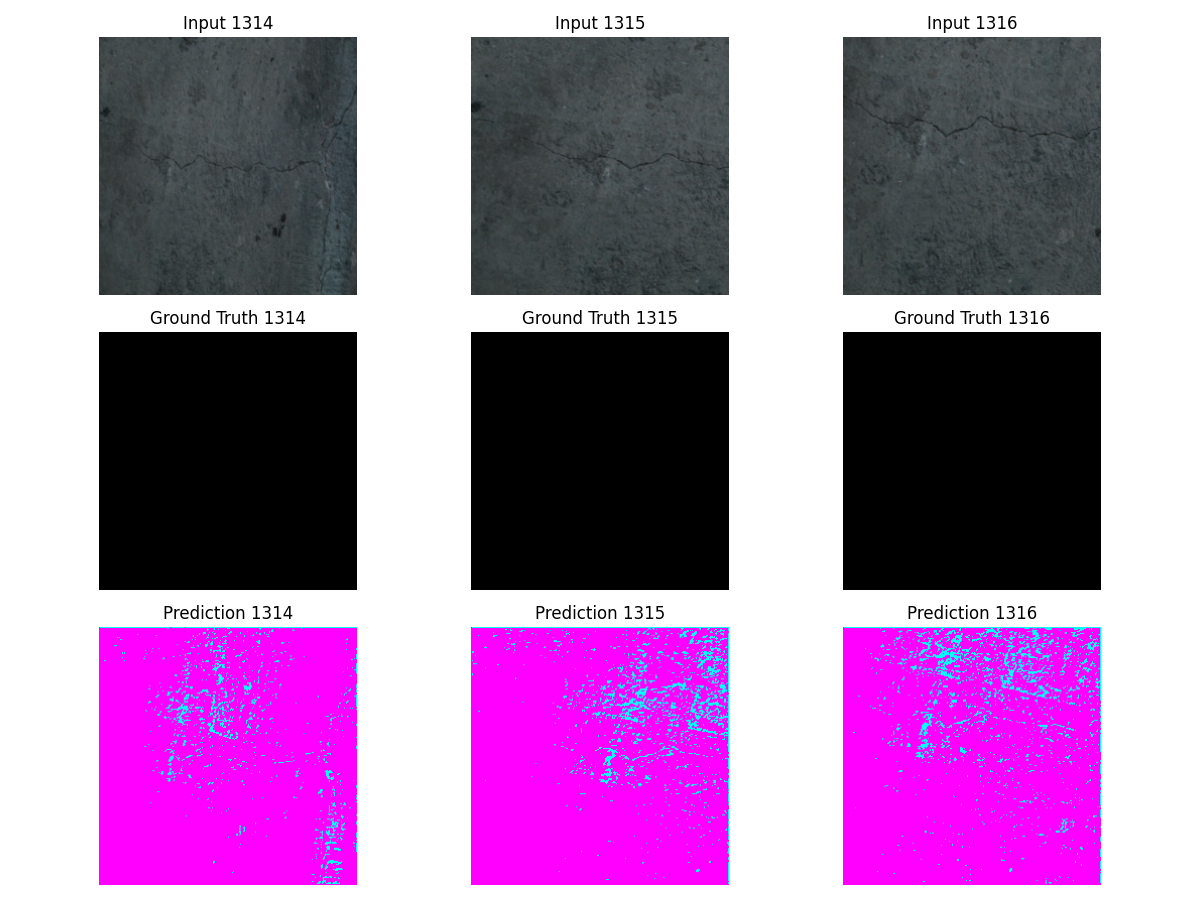 Input 1314
Input 1315
Input 1316
Ground Truth 1314
Ground Truth 1315
Ground Truth 1316
Prediction 1314
Prediction 1315
Prediction 1316